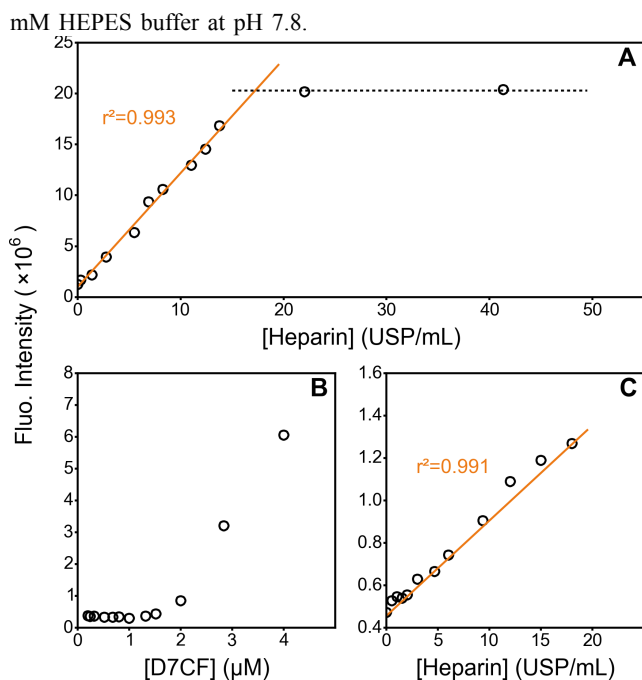 mM HEPES buffer at pH 7.8.
A
25
20
15
10
5
0
r²=0.993
0 10 20 30 40 50
[Heparin] (USP/mL)
Fluo. Intensity ( ×10⁶)
B
8
7
6
5
4
3
2
1
0
0 1 2 3 4
[D7CF] (µM)
C
1.6
1.4
1.2
1.0
0.8
0.6
0.4
r²=0.991
0 5 10 15 20
[Heparin] (USP/mL)